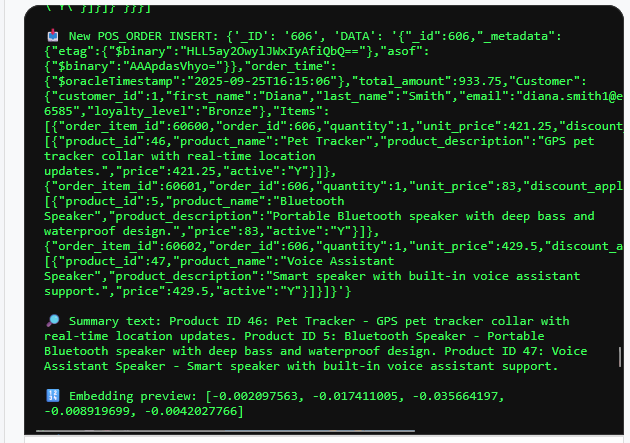 📥 New POS_ORDER INSERT: {'_ID': '606', 'DATA': '{"_id":606,"_metadata":
{"etag":{"$binary":"HLL5ay2OwylJWxIyAfiQbQ=="},"asof":
{"$binary":"AAApdasVhyo="}},"order_time":
{"$oracleTimestamp":"2025-09-25T16:15:06"},"total_amount":933.75,"Customer":
{"customer_id":1,"first_name":"Diana","last_name":"Smith","email":"diana.smith1@e
6585","loyalty_level":"Bronze"},"Items":
[{"order_item_id":60600,"order_id":606,"quantity":1,"unit_price":421.25,"discount_
[{"product_id":46,"product_name":"Pet Tracker","product_description":"GPS pet
tracker collar with real-time location
updates.","price":421.25,"active":"Y"}]},
{"order_item_id":60601,"order_id":606,"quantity":1,"unit_price":83,"discount_appl
[{"product_id":5,"product_name":"Bluetooth
Speaker","product_description":"Portable Bluetooth speaker with deep bass and
waterproof design.","price":83,"active":"Y"}]},
{"order_item_id":60602,"order_id":606,"quantity":1,"unit_price":429.5,"discount_a
[{"product_id":47,"product_name":"Voice Assistant
Speaker","product_description":"Smart speaker with built-in voice assistant
support.","price":429.5,"active":"Y"}]}]}'}
🔎 Summary text: Product ID 46: Pet Tracker - GPS pet tracker collar with
real-time location updates. Product ID 5: Bluetooth Speaker - Portable
Bluetooth speaker with deep bass and waterproof design. Product ID 47: Voice
Assistant Speaker - Smart speaker with built-in voice assistant support.
🔢 Embedding preview: [-0.002097563, -0.017411005, -0.035664197,
-0.008919699, -0.0042027766]